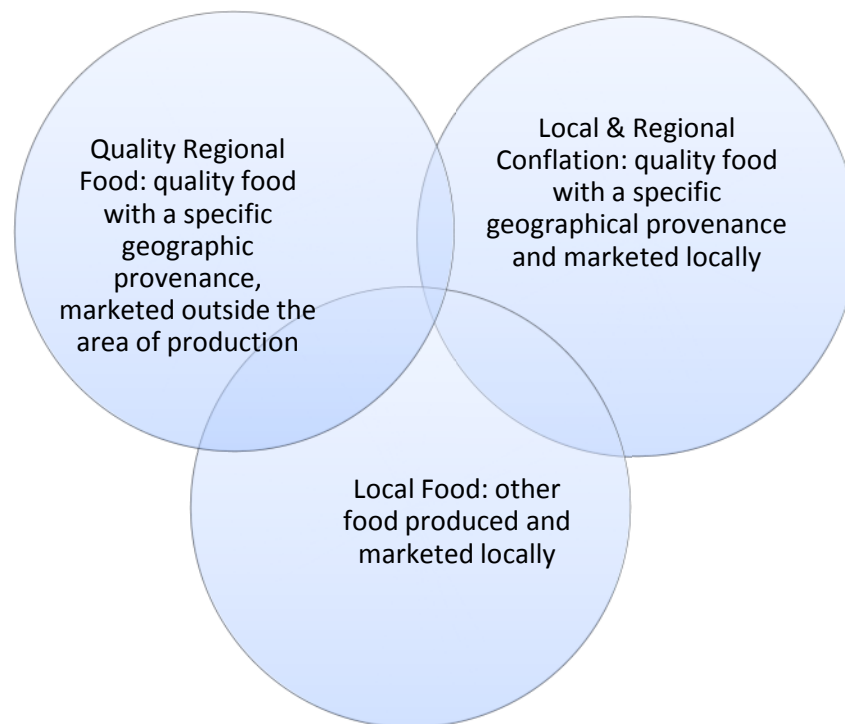 Quality Regional
Food: quality food
with a specific
geographic
provenance,
marketed outside the
area of production
Local & Regional
Conflation: quality food
with a specific
geographical provenance
and marketed locally
Local Food: other
food produced and
marketed locally